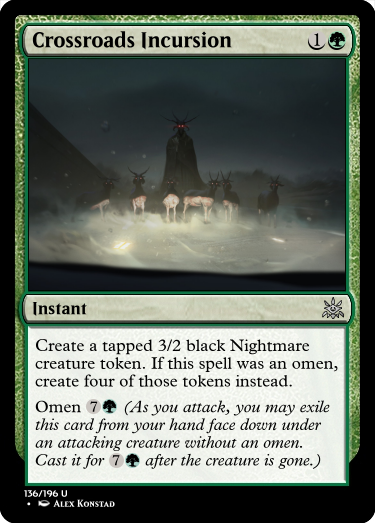 Crossroads Incursion 1
Instant
Create a tapped 3/2 black Nightmare
creature token. If this spell was an omen,
create four of those tokens instead.
Omen 7 (As you attack, you may exile
this card from your hand face down under
an attacking creature without an omen.
Cast it for 7 after the creature is gone.)
136/196 U
• Alex Konstad